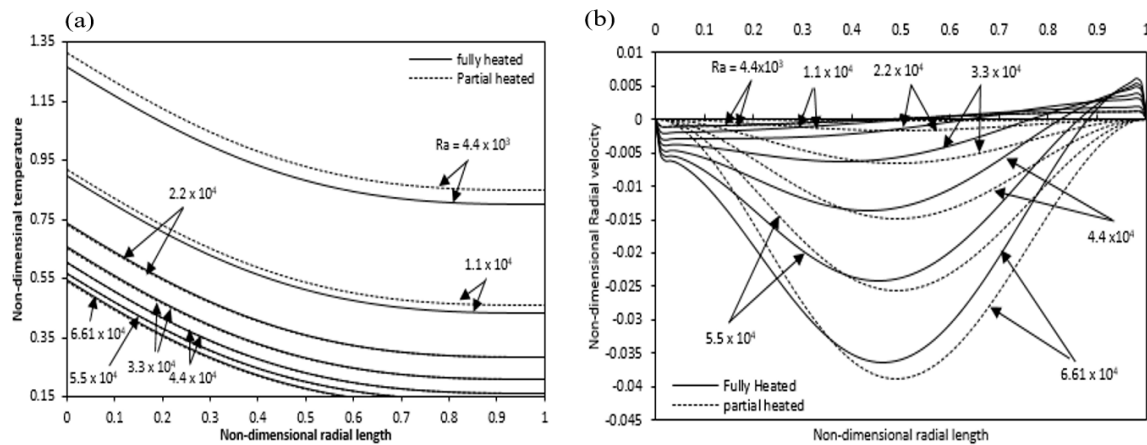 (a)
1.35
1.15
0.95
0.75
0.55
0.35
0.15
Non-dimensinal temperature
fully heated
Partial heated
Ra = 4.4 x 10³
2.2 x 10⁴
1.1 x 10⁴
6.61 x 10⁴
5.5 x 10⁴
3.3 x 10⁴
4.4 x 10⁴
0 0.1 0.2 0.3 0.4 0.5 0.6 0.7 0.8 0.9 1
Non-dimensional radial length
(b)
0 0.1 0.2 0.3 0.4 0.5 0.6 0.7 0.8 0.9 1
0.01
0.005
0
-0.005
-0.01
-0.015
-0.02
-0.025
-0.03
-0.035
-0.04
-0.045
Non-dimensional Radial velocity
Ra = 4.4x10³
1.1 x 10⁴
2.2 x 10⁴
3.3 x 10⁴
4.4 x10⁴
5.5 x 10⁴
6.61 x 10⁴
Fully Heated
partial heated
Non-dimensional radial length